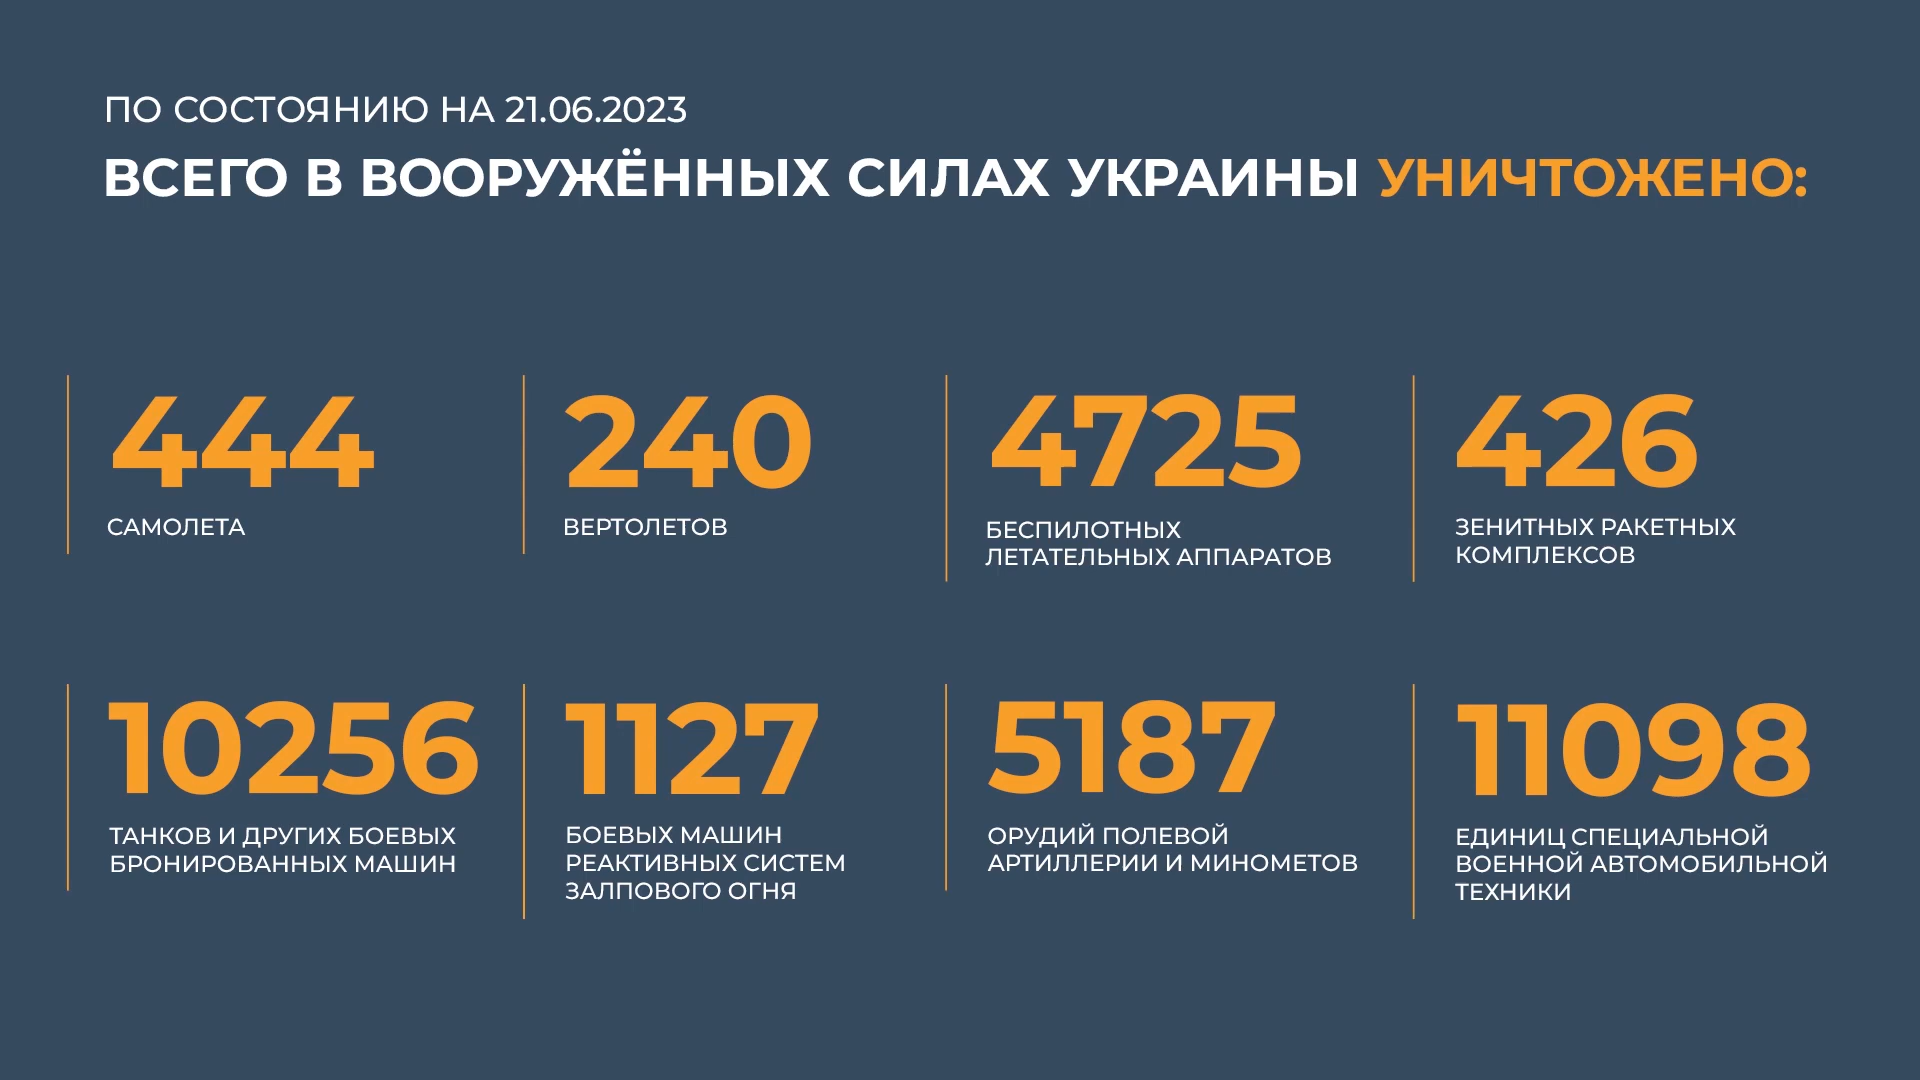 ПО СОСТОЯНИЮ НА 21.06.2023
ВСЕГО В ВООРУЖЁННЫХ СИЛАХ УКРАИНЫ УНИЧТОЖЕНО:
444
САМОЛЕТА
240
ВЕРТОЛЕТОВ
4725
БЕСПИЛОТНЫХ
ЛЕТАТЕЛЬНЫХ АППАРАТОВ
426
ЗЕНИТНЫХ РАКЕТНЫХ
КОМПЛЕКСОВ
10256
ТАНКОВ И ДРУГИХ БОЕВЫХ
БРОНИРОВАННЫХ МАШИН
1127
БОЕВЫХ МАШИН
РЕАКТИВНЫХ СИСТЕМ
ЗАЛПОВОГО ОГНЯ
5187
ОРУДИЙ ПОЛЕВОЙ
АРТИЛЛЕРИИ И МИНОМЕТОВ
11098
ЕДИНИЦ СПЕЦИАЛЬНОЙ
ВОЕННОЙ АВТОМОБИЛЬНОЙ
ТЕХНИКИ